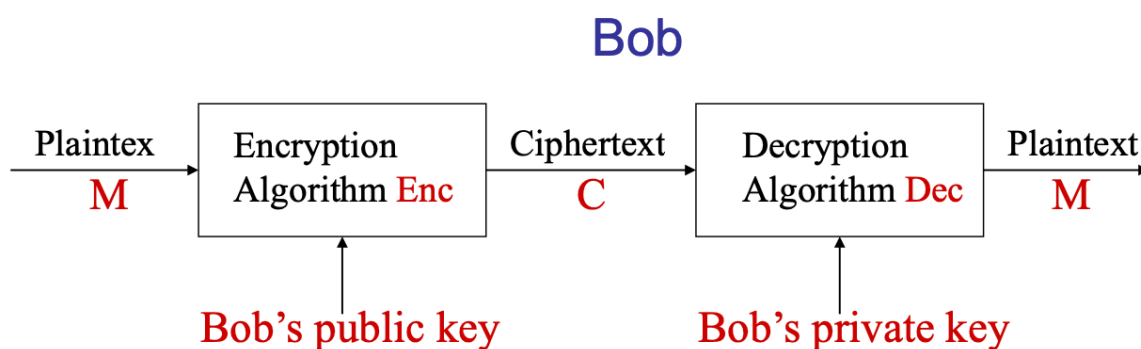 Bob
Plaintex
Encryption
Algorithm Enc
Ciphertext
Decryption
Algorithm Dec
Plaintext
M
C
M
Bob’s public key
Bob’s private key